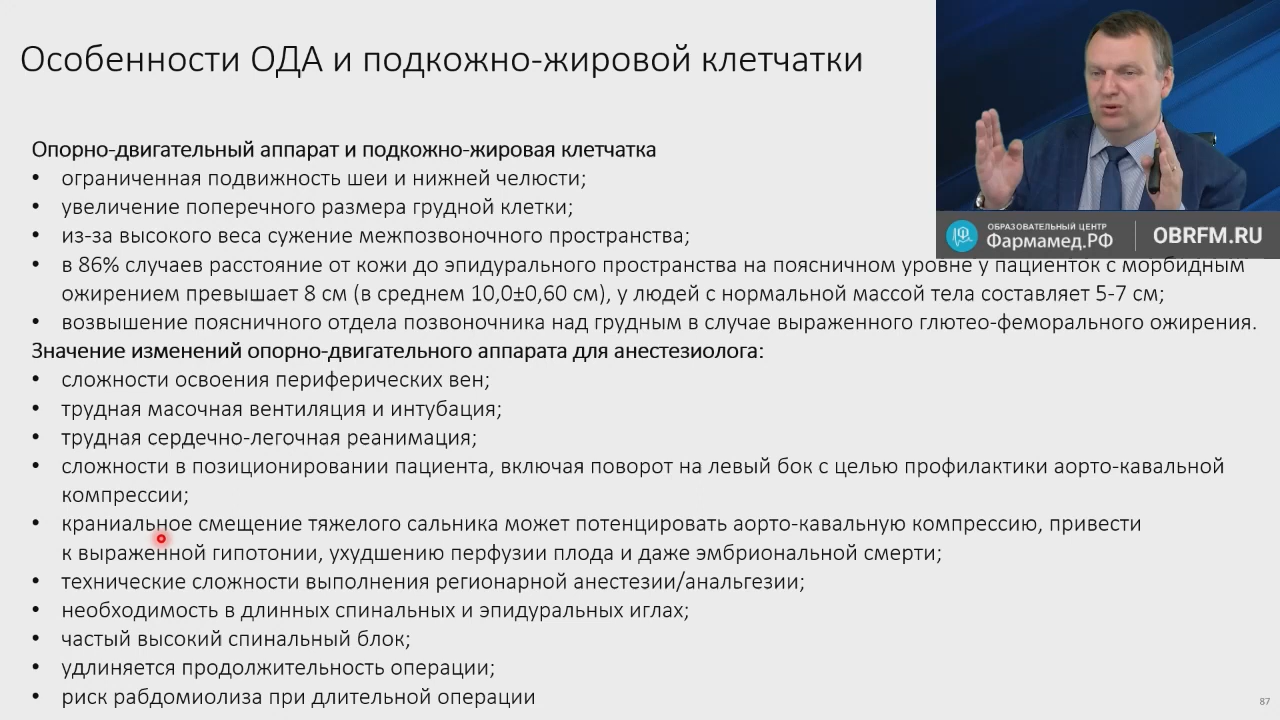 Особенности ОДА и подкожно-жировой клетчатки
ОБРАЗОВАТЕЛЬНЫЙ ЦЕНТР
Фармамед.РФ
OBRFM.RU
Опорно-двигательный аппарат и подкожно-жировая клетчатка
• ограниченная подвижность шеи и нижней челюсти;
• увеличение поперечного размера грудной клетки;
• из-за высокого веса сужение межпозвоночного пространства;
• в 86% случаев расстояние от кожи до эпидурального пространства на поясничном уровне у пациенток с морбидным
ожирением превышает 8 см (в среднем 10,0±0,60 см), у людей с нормальной массой тела составляет 5-7 см;
• возвышение поясничного отдела позвоночника над грудным в случае выраженного глютео-феморального ожирения.
Значение изменений опорно-двигательного аппарата для анестезиолога:
• сложности освоения периферических вен;
• трудная масочная вентиляция и интубация;
• трудная сердечно-легочная реанимация;
• сложности в позиционировании пациента, включая поворот на левый бок с целью профилактики аорто-кавальной
компрессии;
• краниальное смещение тяжелого сальника может потенцировать аорто-кавальную компрессию, привести
к выраженной гипотонии, ухудшению перфузии плода и даже эмбриональной смерти;
• технические сложности выполнения регионарной анестезии/анальгезии;
• необходимость в длинных спинальных и эпидуральных иглах;
• частый высокий спинальный блок;
• удлиняется продолжительность операции;
• риск рабдомиолиза при длительной операции
87